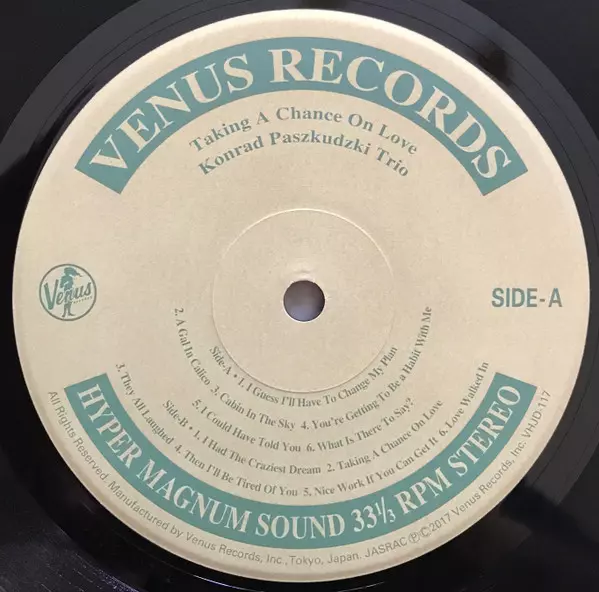 VENUS RECORDS
Taking A Chance On Love
Konrad Paszkudzki Trio
Venus
SIDE-A
Side-A • 1. I Guess I'll Have To Change My Plan
2. A Gal In Calico 3. Cabin In The Sky 4. You're Getting To Be a Habit With Me
5. I Could Have Told You 6. What Is There To Say?
Side-B • 1. I Had The Craziest Dream 2. Taking A Chance On Love
3. They All Laughed 4. Then I'll Be Tired Of You 5. Nice Work If You Can Get It 6. Love Walked In
HYPER MAGNUM SOUND 33⅓ RPM STEREO
All Rights Reserved. Manufactured by Venus Records, Inc., Tokyo, Japan. JASRAC Ⓟ©2017 Venus Records, Inc. VHJD-117